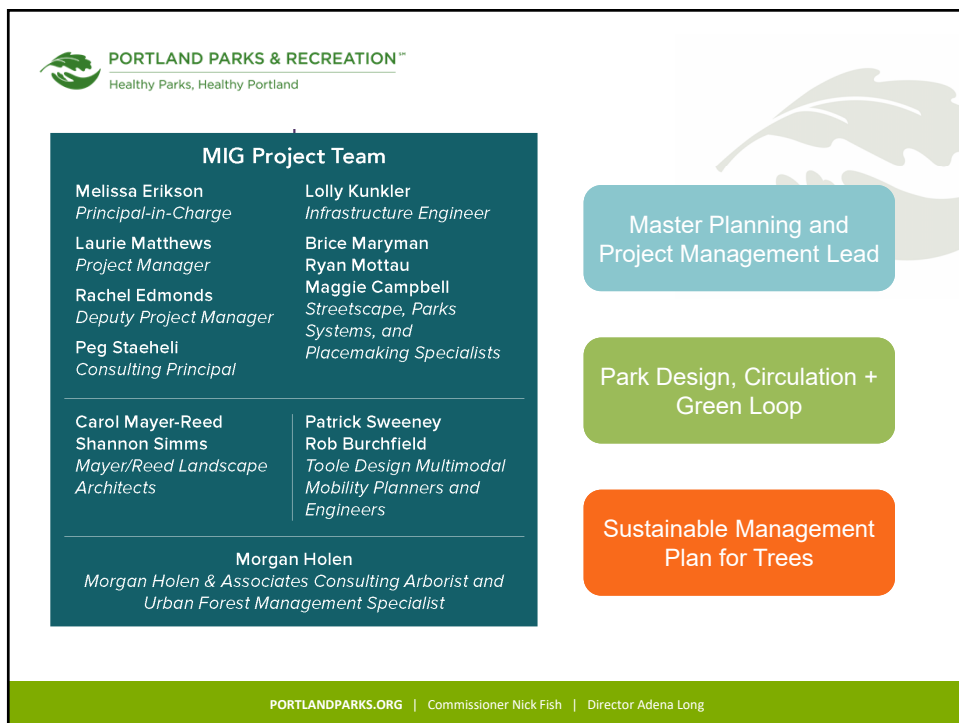 PORTLAND PARKS & RECREATION℠
Healthy Parks, Healthy Portland
MIG Project Team
Melissa Erikson
Principal-in-Charge
Laurie Matthews
Project Manager
Rachel Edmonds
Deputy Project Manager
Peg Staeheli
Consulting Principal
Lolly Kunkler
Infrastructure Engineer
Brice Maryman
Ryan Mottau
Maggie Campbell
Streetscape, Parks
Systems, and
Placemaking Specialists
Carol Mayer-Reed
Shannon Simms
Mayer/Reed Landscape
Architects
Patrick Sweeney
Rob Burchfield
Toole Design Multimodal
Mobility Planners and
Engineers
Morgan Holen
Morgan Holen & Associates Consulting Arborist and
Urban Forest Management Specialist
Master Planning and
Project Management Lead
Park Design, Circulation +
Green Loop
Sustainable Management
Plan for Trees
PORTLANDPARKS.ORG | Commissioner Nick Fish | Director Adena Long